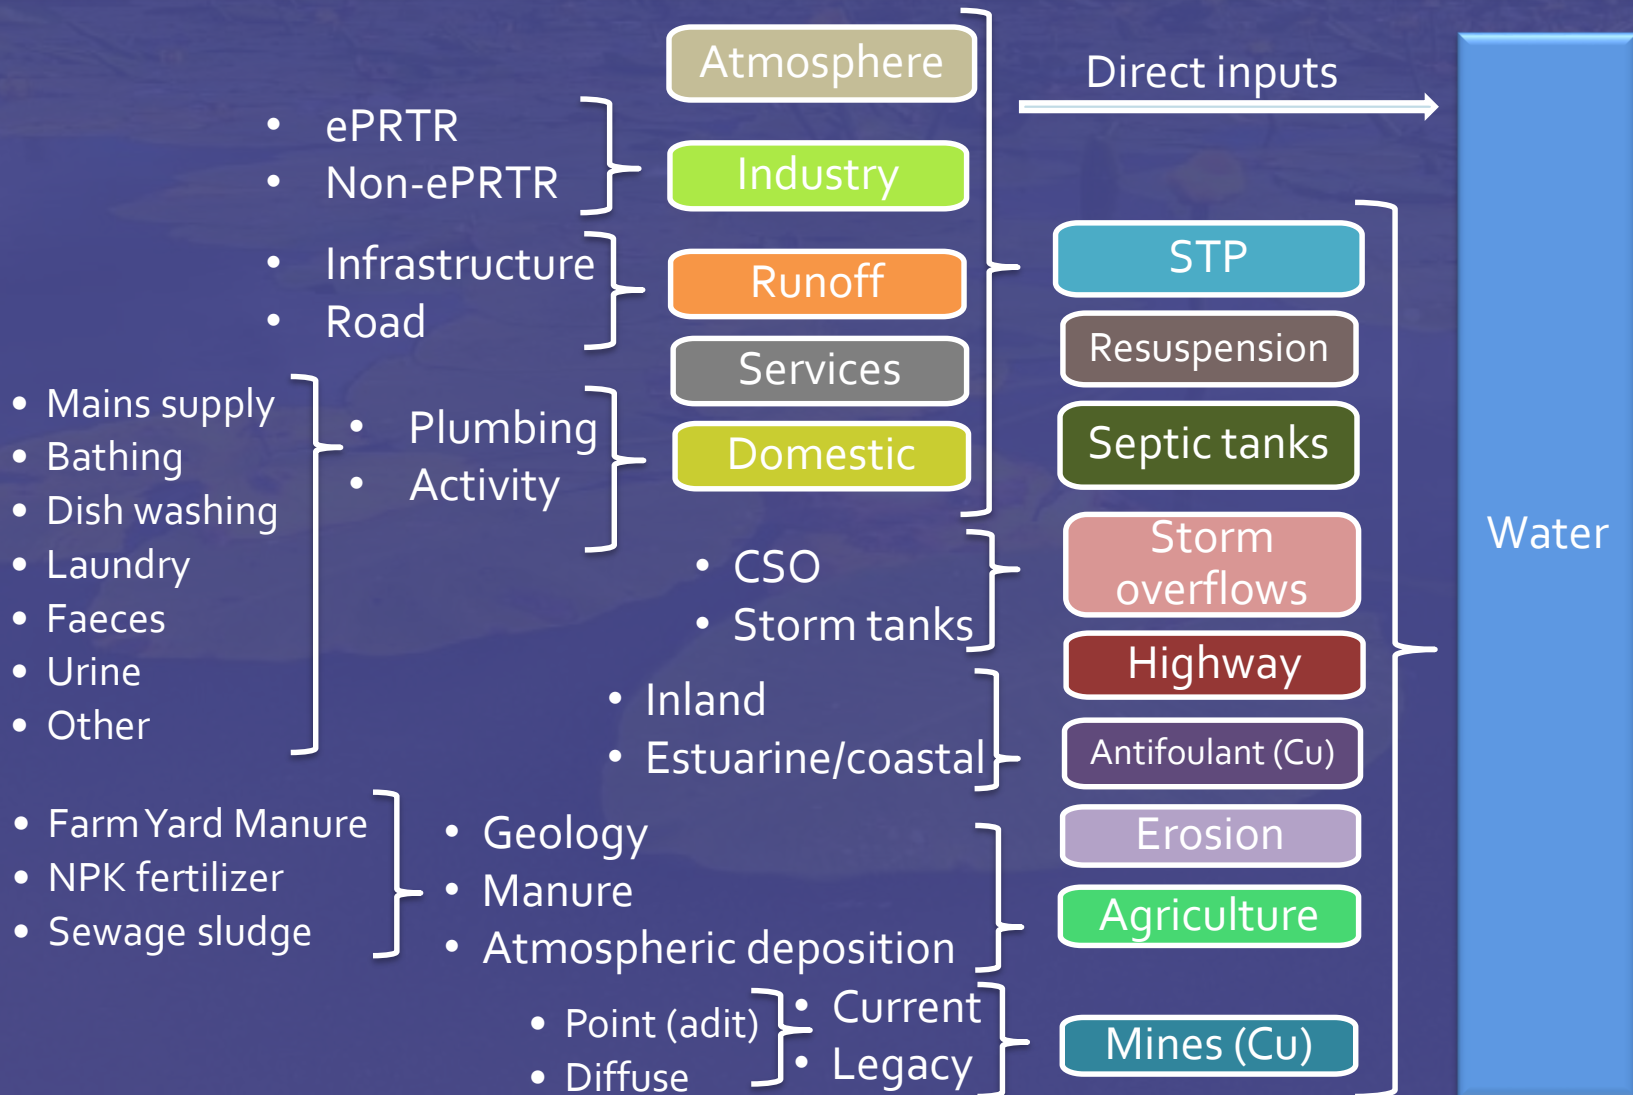 Atmosphere
Direct inputs
• ePRTR
• Non-ePRTR
Industry
• Infrastructure
• Road
Runoff
Services
• Mains supply
• Bathing
• Dish washing
• Laundry
• Faeces
• Urine
• Other
• Plumbing
• Activity
Domestic
STP
Resuspension
Septic tanks
• CSO
• Storm tanks
Storm
overflows
Highway
• Inland
• Estuarine/coastal
Antifoulant (Cu)
Erosion
• Farm Yard Manure
• NPK fertilizer
• Sewage sludge
• Geology
• Manure
• Atmospheric deposition
Agriculture
• Point (adit)
• Diffuse
• Current
• Legacy
Mines (Cu)
Water